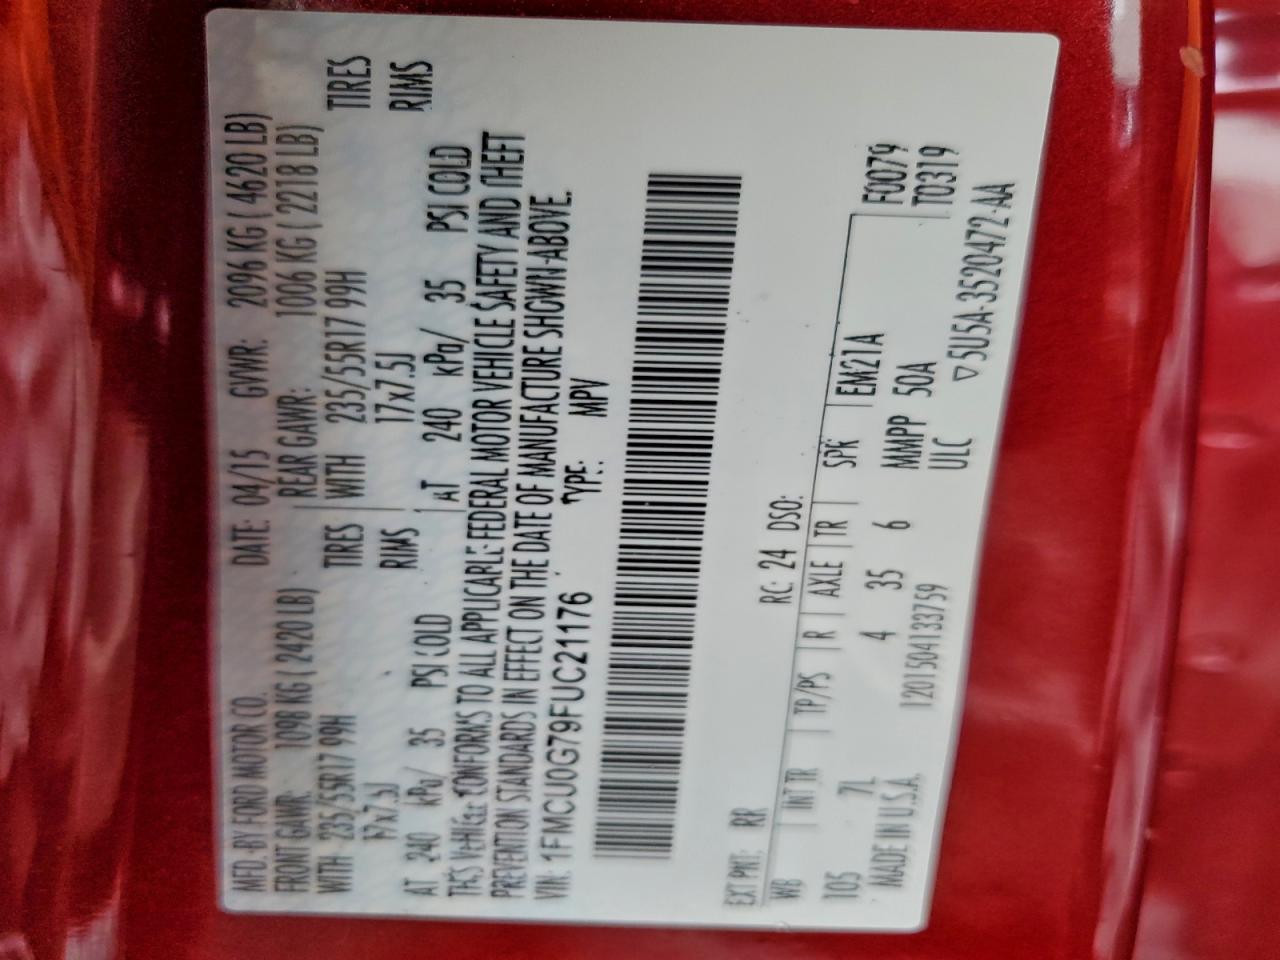 MFD. BY FORD MOTOR CO. DATE: 04/15 GVWR: 2096 KG ( 4620 LB)
FRONT GAWR: 1098 KG ( 2420 LB) REAR GAWR: 1006 KG ( 2218 LB)
WITH 235/55R17 99H TIRES WITH 235/55R17 99H TIRES
17x7.5J RIMS 17x7.5J RIMS
AT 240 kPa/ 35 PSI COLD AT 240 kPa/ 35 PSI COLD
THIS VEHICLE CONFORMS TO ALL APPLICABLE FEDERAL MOTOR VEHICLE SAFETY AND THEFT
PREVENTION STANDARDS IN EFFECT ON THE DATE OF MANUFACTURE SHOWN ABOVE.
VIN: 1FMCU0G79FUC21176 TYPE: MPV
EXT PNT: RR RC: 24 DSO:
WB INT TR TP/PS R AXLE TR SPR EM21A F0079
105 7L 4 35 6 MMPP 50A T0319
MADE IN U.S.A. 1201504133759 ULC ▽5U5A-3520472-AA